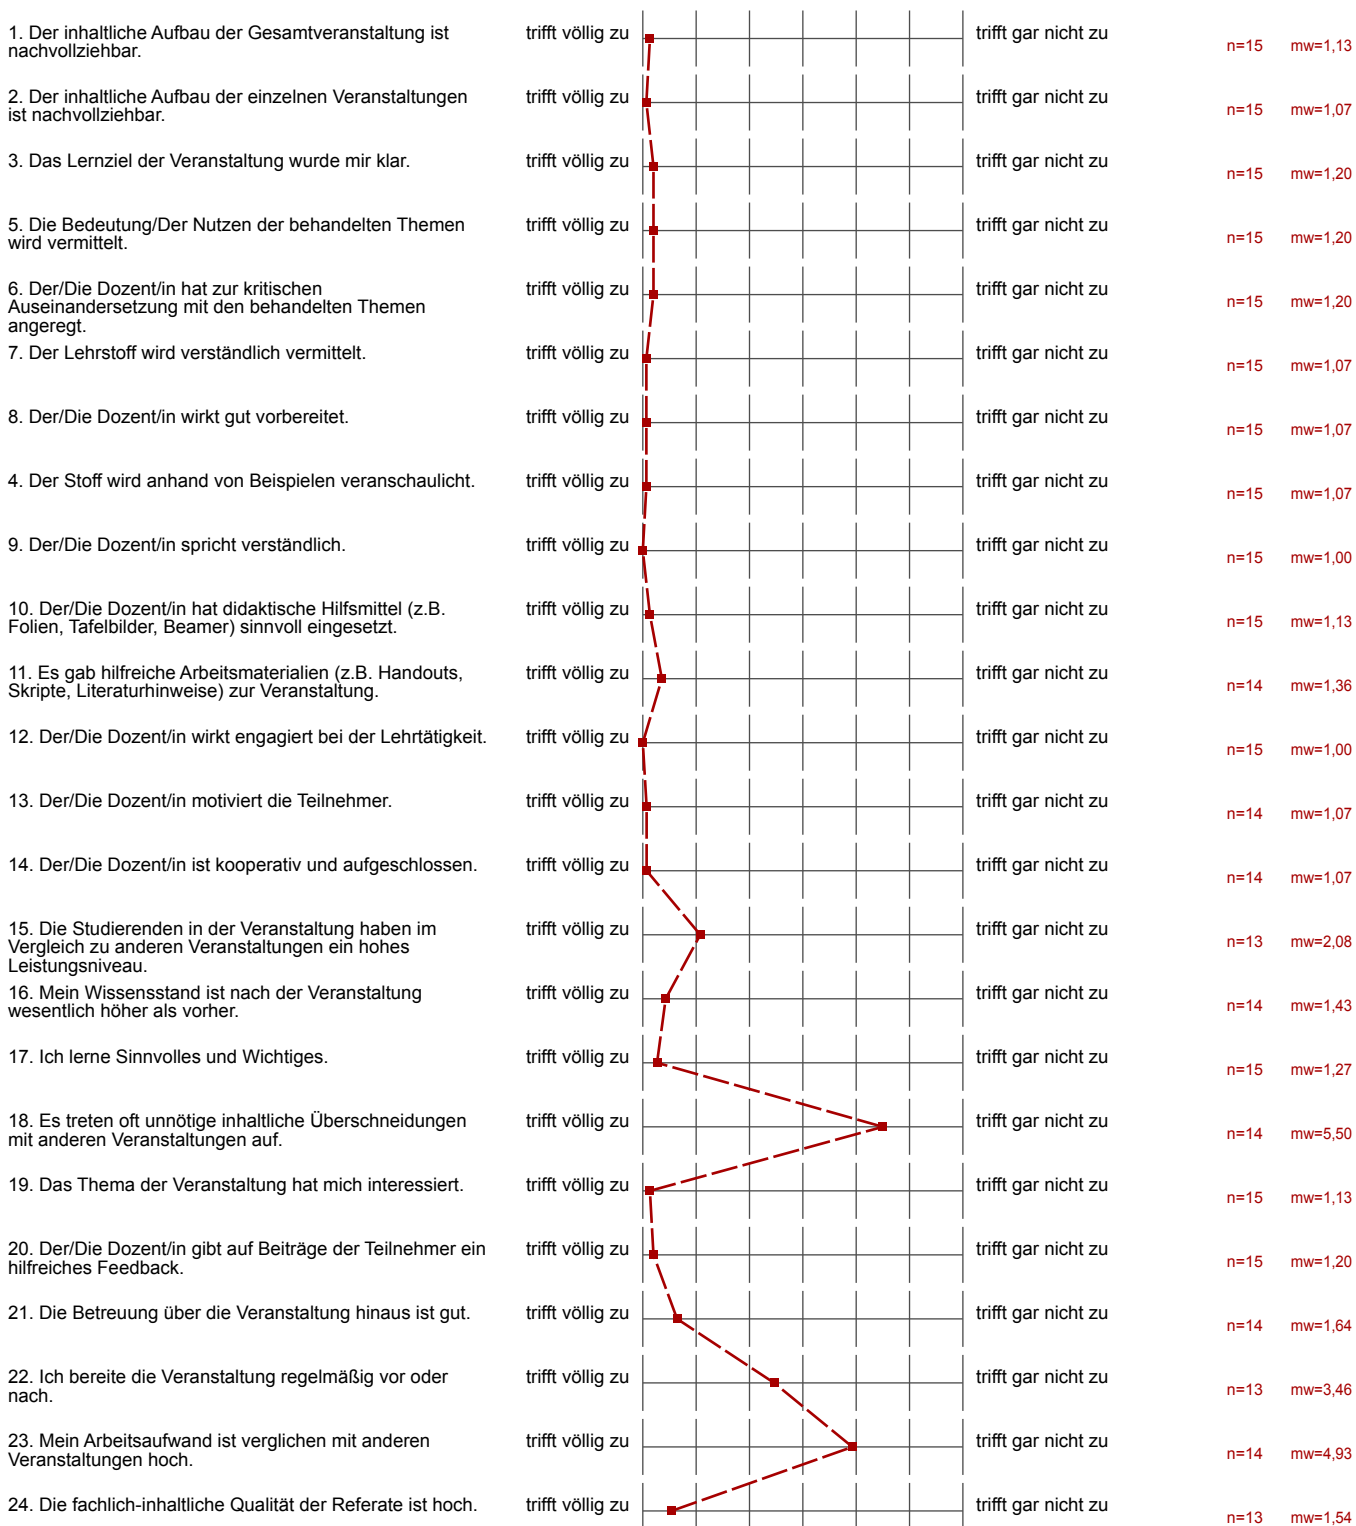 1. Der inhaltliche Aufbau der Gesamtveranstaltung ist
nachvollziehbar.
trifft völlig zu
trifft gar nicht zu
n=15 mw=1,13
2. Der inhaltliche Aufbau der einzelnen Veranstaltungen
ist nachvollziehbar.
trifft völlig zu
trifft gar nicht zu
n=15 mw=1,07
3. Das Lernziel der Veranstaltung wurde mir klar.
trifft völlig zu
trifft gar nicht zu
n=15 mw=1,20
5. Die Bedeutung/Der Nutzen der behandelten Themen
wird vermittelt.
trifft völlig zu
trifft gar nicht zu
n=15 mw=1,20
6. Der/Die Dozent/in hat zur kritischen
Auseinandersetzung mit den behandelten Themen
angeregt.
trifft völlig zu
trifft gar nicht zu
n=15 mw=1,20
7. Der Lehrstoff wird verständlich vermittelt.
trifft völlig zu
trifft gar nicht zu
n=15 mw=1,07
8. Der/Die Dozent/in wirkt gut vorbereitet.
trifft völlig zu
trifft gar nicht zu
n=15 mw=1,07
4. Der Stoff wird anhand von Beispielen veranschaulicht.
trifft völlig zu
trifft gar nicht zu
n=15 mw=1,07
9. Der/Die Dozent/in spricht verständlich.
trifft völlig zu
trifft gar nicht zu
n=15 mw=1,00
10. Der/Die Dozent/in hat didaktische Hilfsmittel (z.B.
Folien, Tafelbilder, Beamer) sinnvoll eingesetzt.
trifft völlig zu
trifft gar nicht zu
n=15 mw=1,13
11. Es gab hilfreiche Arbeitsmaterialien (z.B. Handouts,
Skripte, Literaturhinweise) zur Veranstaltung.
trifft völlig zu
trifft gar nicht zu
n=14 mw=1,36
12. Der/Die Dozent/in wirkt engagiert bei der Lehrtätigkeit.
trifft völlig zu
trifft gar nicht zu
n=15 mw=1,00
13. Der/Die Dozent/in motiviert die Teilnehmer.
trifft völlig zu
trifft gar nicht zu
n=14 mw=1,07
14. Der/Die Dozent/in ist kooperativ und aufgeschlossen.
trifft völlig zu
trifft gar nicht zu
n=14 mw=1,07
15. Die Studierenden in der Veranstaltung haben im
Vergleich zu anderen Veranstaltungen ein hohes
Leistungsniveau.
trifft völlig zu
trifft gar nicht zu
n=13 mw=2,08
16. Mein Wissensstand ist nach der Veranstaltung
wesentlich höher als vorher.
trifft völlig zu
trifft gar nicht zu
n=14 mw=1,43
17. Ich lerne Sinnvolles und Wichtiges.
trifft völlig zu
trifft gar nicht zu
n=15 mw=1,27
18. Es treten oft unnötige inhaltliche Überschneidungen
mit anderen Veranstaltungen auf.
trifft völlig zu
trifft gar nicht zu
n=14 mw=5,50
19. Das Thema der Veranstaltung hat mich interessiert.
trifft völlig zu
trifft gar nicht zu
n=15 mw=1,13
20. Der/Die Dozent/in gibt auf Beiträge der Teilnehmer ein
hilfreiches Feedback.
trifft völlig zu
trifft gar nicht zu
n=15 mw=1,20
21. Die Betreuung über die Veranstaltung hinaus ist gut.
trifft völlig zu
trifft gar nicht zu
n=14 mw=1,64
22. Ich bereite die Veranstaltung regelmäßig vor oder
nach.
trifft völlig zu
trifft gar nicht zu
n=13 mw=3,46
23. Mein Arbeitsaufwand ist verglichen mit anderen
Veranstaltungen hoch.
trifft völlig zu
trifft gar nicht zu
n=14 mw=4,93
24. Die fachlich-inhaltliche Qualität der Referate ist hoch.
trifft völlig zu
trifft gar nicht zu
n=13 mw=1,54